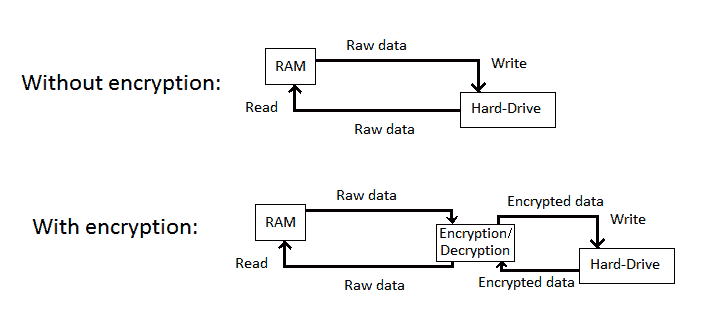 Raw data
RAM
Write
Without encryption:
Read
Hard-Drive
Raw data
Raw data
Encrypted data
RAM
Write
With encryption:
Encryption/
Decryption
Read
Hard-Drive
Raw data
Encrypted data